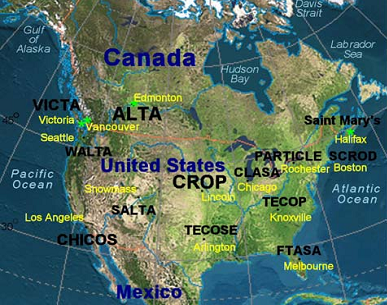 Davis
Strait
Gulf
of
Alaska
Labrador
Sea
Canada
Hudson
Bay
Edmonton
VICTA
ALTA
Saint Mary's
Victoria
Vancouver
Halifax
Seattle
WALTA
PARTICLE
SCROD
United States
CLASA
Rochester
Boston
CROP
Pacific
Ocean
Snowmass
Chicago
Atlantic
Ocean
Lincoln
TECOP
SALTA
Knoxville
Los Angeles
TECOSE
CHICOS
Arlington
FTASA
Melbourne
Mexico